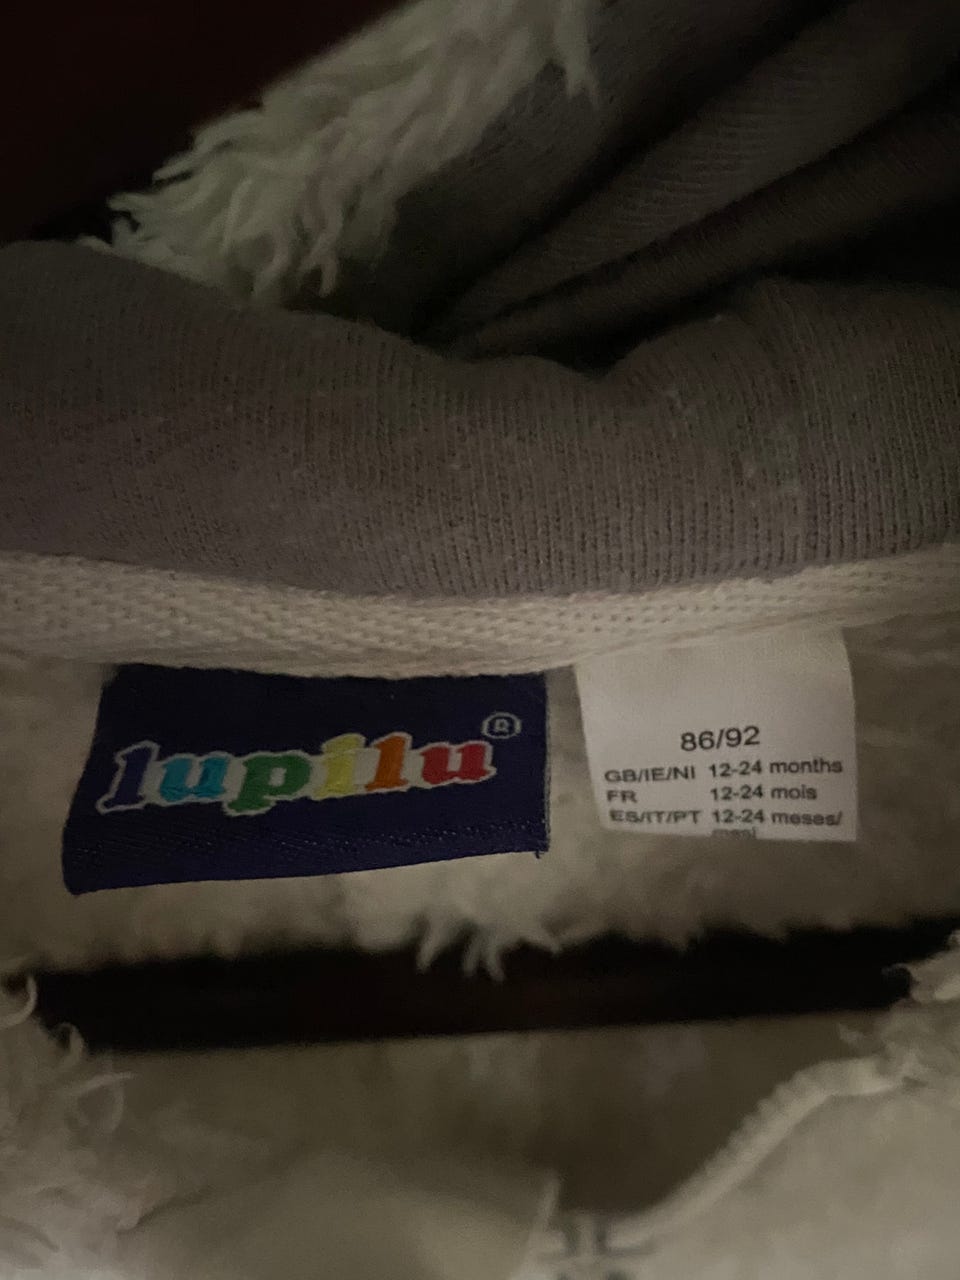 lupilu®
86/92
GB/IE/NI 12-24 months
FR 12-24 mois
ES/IT/PT 12-24 meses/
mesi